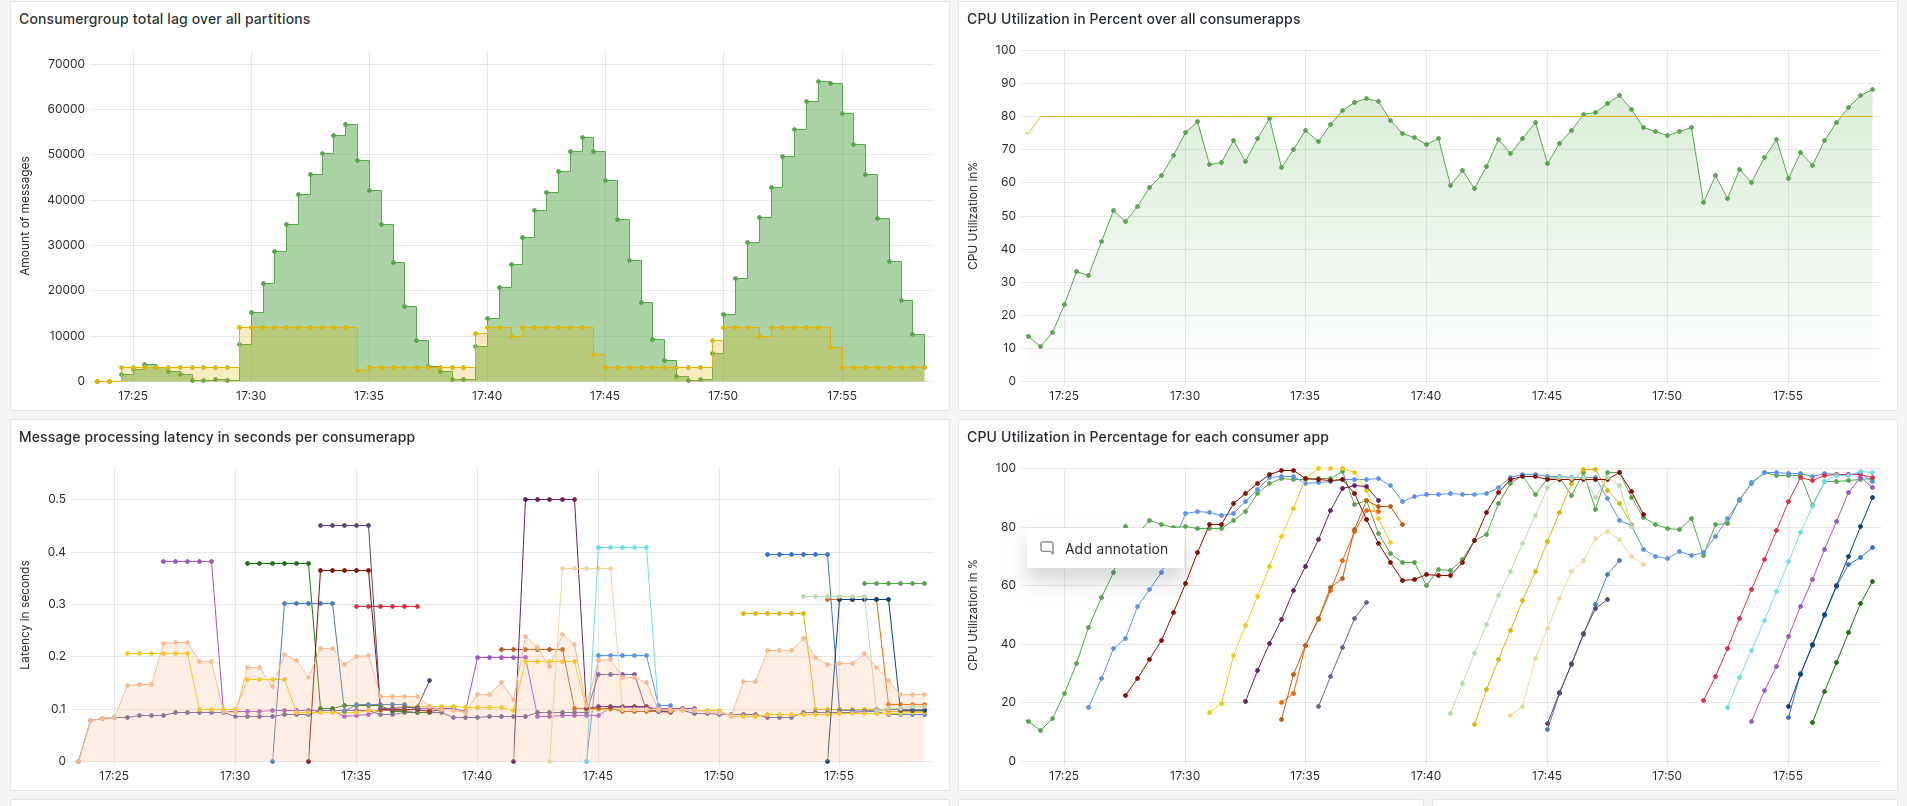 Consumergroup total lag over all partitions
Amount of messages
70000
60000
50000
40000
30000
20000
10000
0
17:25 17:30 17:35 17:40 17:45 17:50 17:55
CPU Utilization in Percent over all consumerapps
CPU Utilization in%
100
90
80
70
60
50
40
30
20
10
0
17:25 17:30 17:35 17:40 17:45 17:50 17:55
Message processing latency in seconds per consumerapp
Latency in seconds
0.5
0.4
0.3
0.2
0.1
0
17:25 17:30 17:35 17:40 17:45 17:50 17:55
CPU Utilization in Percentage for each consumer app
CPU Utilization in %
100
80
60
40
20
0
Add annotation
17:25 17:30 17:35 17:40 17:45 17:50 17:55